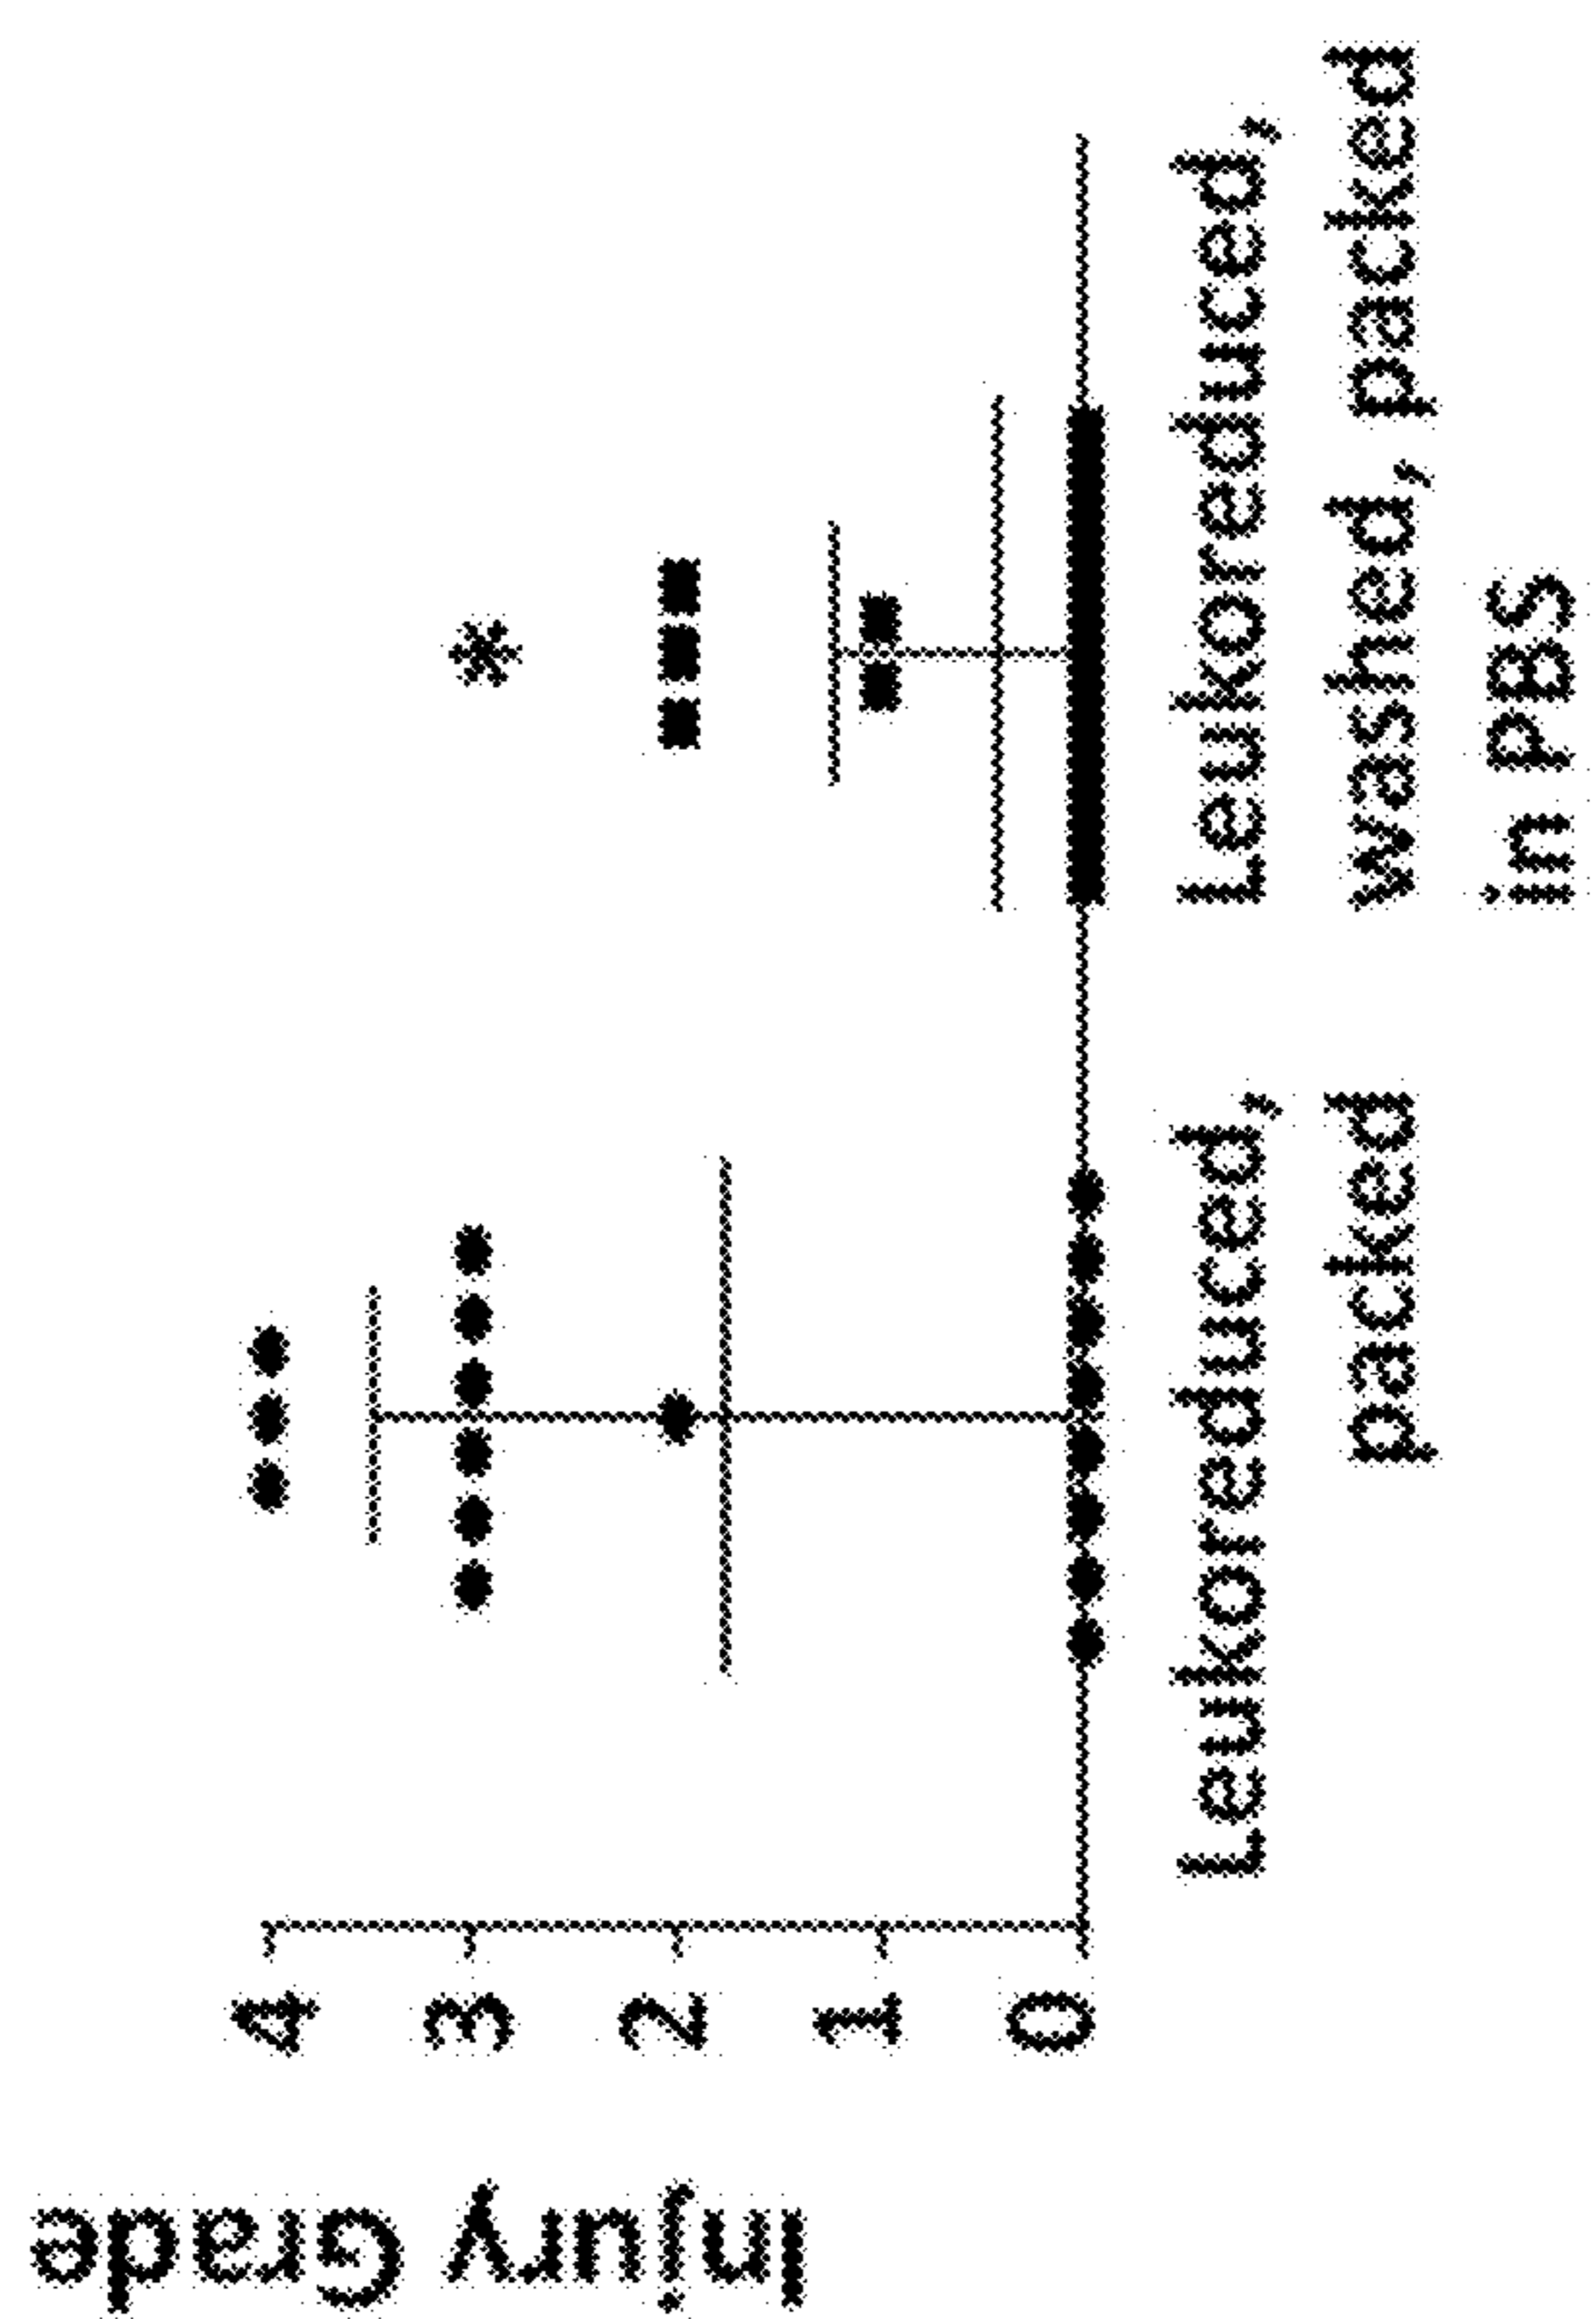 Injury Grade
4
3
2
1
0
*
Leukoreduced,
packed
Leukoreduced,
washed, packed
in PBS